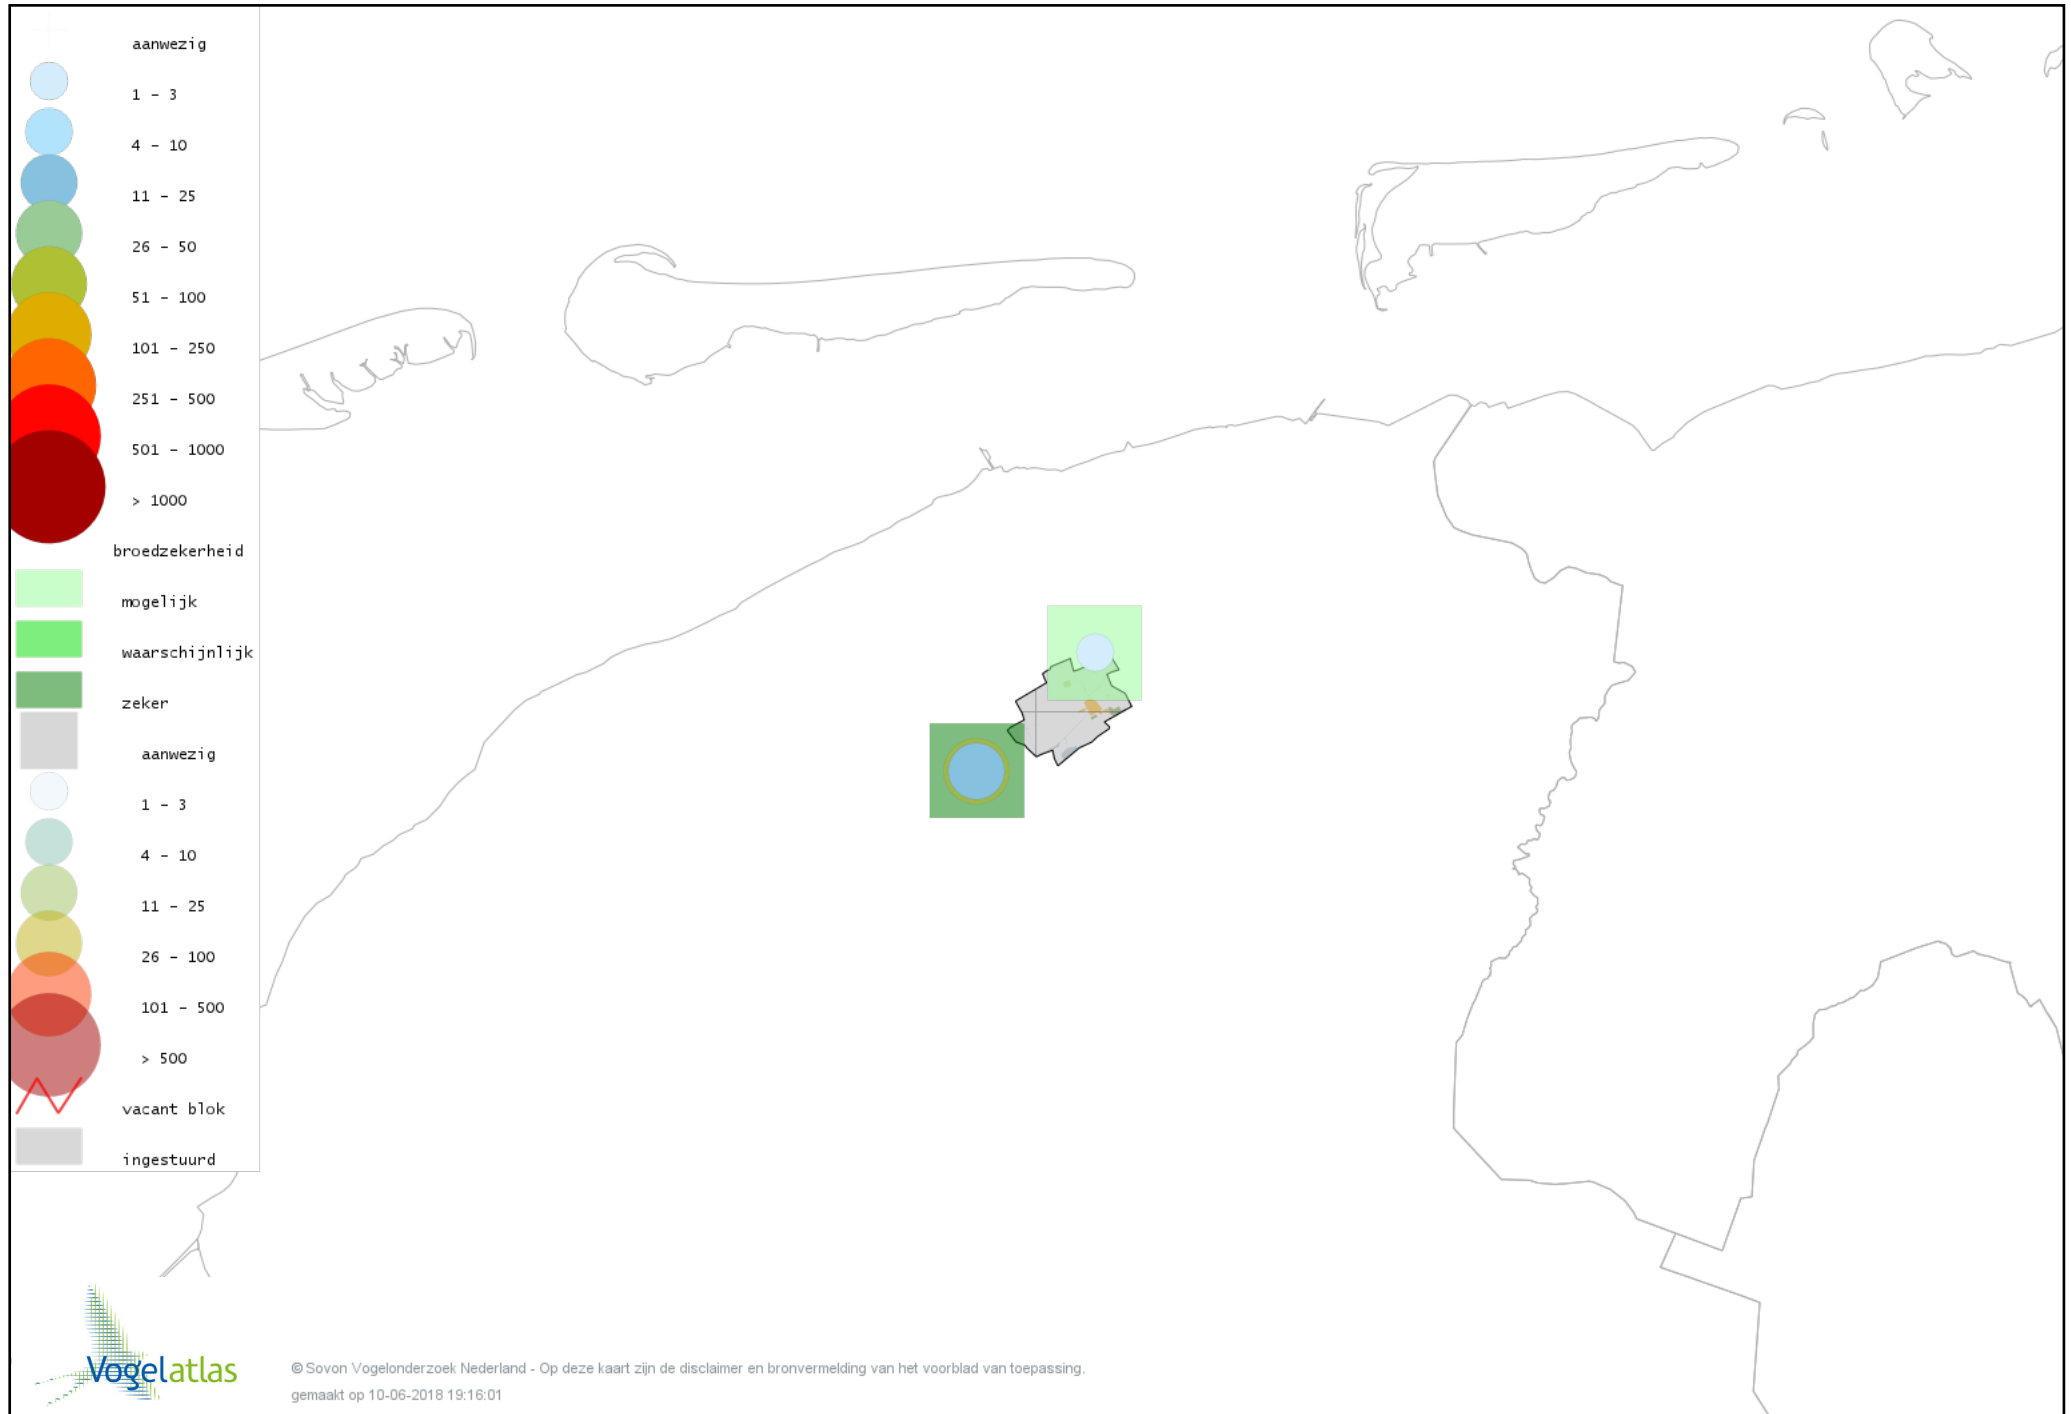 aanwezig
1 - 3
4 - 10
11 - 25
26 - 50
51 - 100
101 - 250
251 - 500
501 - 1000
> 1000
broedzekerheid
mogelijk
waarschijnlijk
zeker
aanwezig
1 - 3
4 - 10
11 - 25
26 - 100
101 - 500
> 500
vacant blok
ingestuurd
Vogelatlas
© Sovon Vogelonderzoek Nederland - Op deze kaart zijn de disclaimer en bronvermelding van het voorblad van toepassing.
gemaakt op 10-06-2018 19:16:01